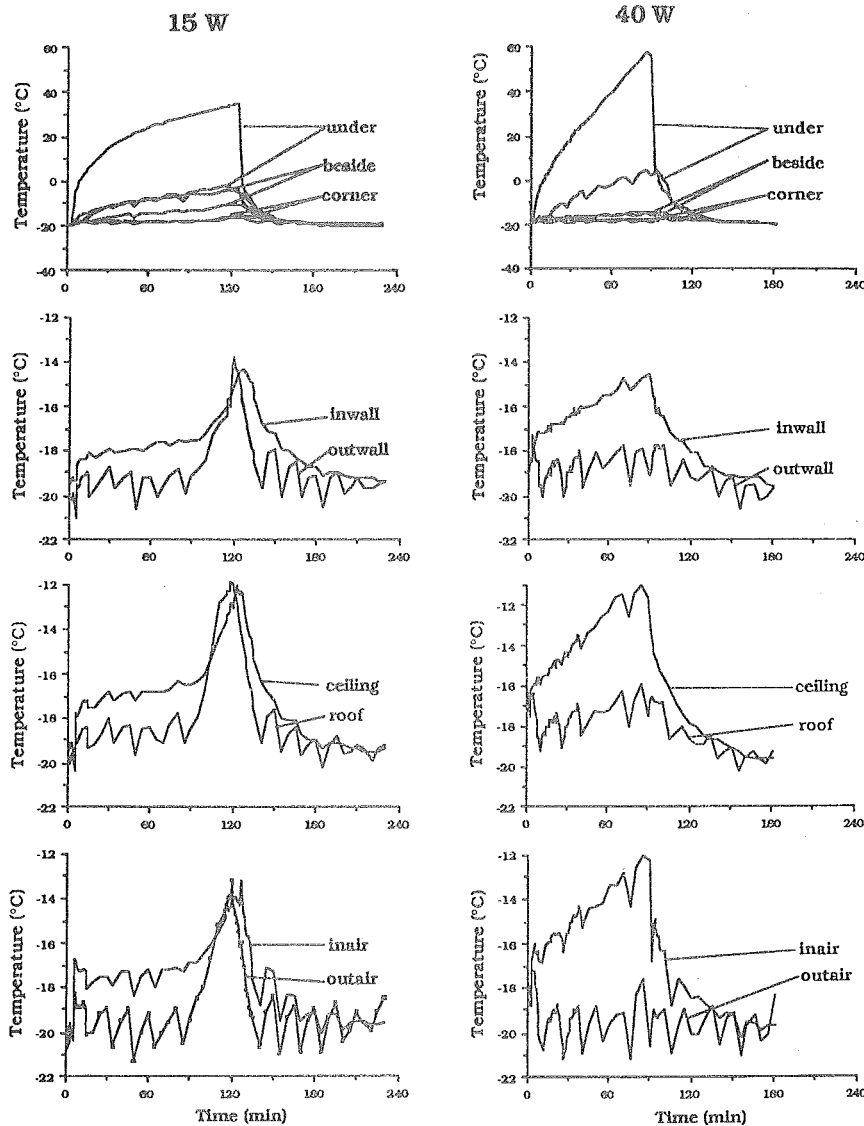 15 W
40 W
Temperature (°C)
60
40
20
0
-20
-40
0
60
120
180
240
under
beside
corner
Temperature (°C)
60
40
20
0
-20
-40
0
60
120
180
240
under
beside
corner
Temperature (°C)
-12
-14
-16
-18
-20
-22
0
60
120
180
240
inwall
outwall
Temperature (°C)
-12
-14
-16
-18
-20
-22
0
60
120
180
240
inwall
outwall
Temperature (°C)
-12
-14
-16
-18
-20
-22
0
60
120
180
240
ceiling
roof
Temperature (°C)
-12
-14
-16
-18
-20
-22
0
60
120
180
240
ceiling
roof
Temperature (°C)
-12
-14
-16
-18
-20
-22
0
60
120
180
240
inair
outair
Time (min)
Temperature (°C)
-12
-14
-16
-18
-20
-22
0
60
120
180
240
inair
outair
Time (min)